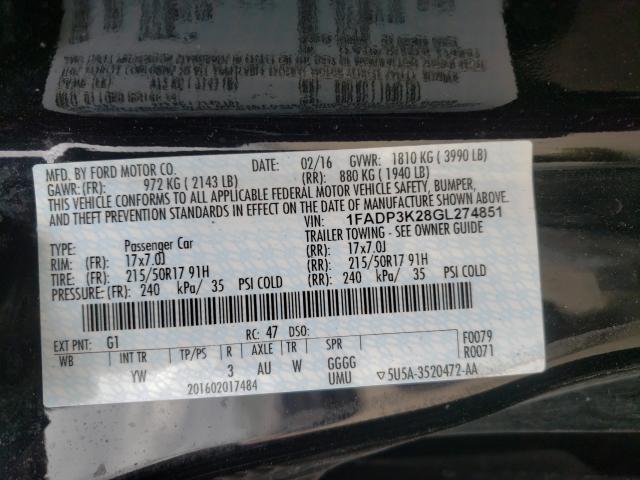 MFD. BY FORD MOTOR CO. DATE: 02/16 GVWR: 1810 KG ( 3990 LB)
GAWR: (FR): 972 KG ( 2143 LB) (RR): 880 KG ( 1940 LB)
THIS VEHICLE CONFORMS TO ALL APPLICABLE FEDERAL MOTOR VEHICLE SAFETY, BUMPER,
AND THEFT PREVENTION STANDARDS IN EFFECT ON THE DATE OF MANUFACTURE SHOWN ABOVE.
VIN: 1FADP3K28GL274851
TYPE: Passenger Car TRAILER TOWING - SEE OWNER GUIDE
RIM: (FR): 17x7.0J (RR): 17x7.0J
TIRE: (FR): 215/50R17 91H (RR): 215/50R17 91H
PRESSURE: (FR): 240 kPa/ 35 PSI COLD (RR): 240 kPa/ 35 PSI COLD
EXT PNT: G1 RC: 47 DSO: F0079
WB INT TR TP/PS R AXLE TR SPR R0071
YW 3 AU W GGGG
201602017484 UMU ▽5U5A-3520472-AA